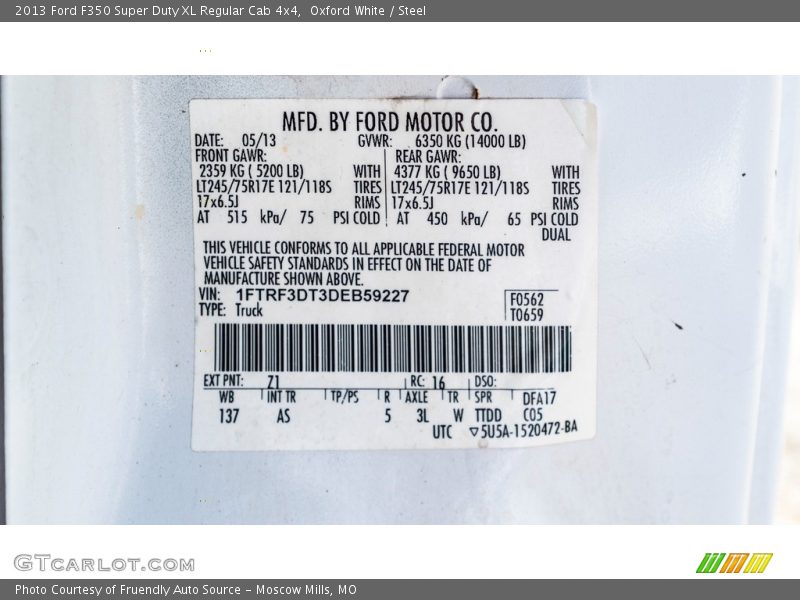 2013 Ford F350 Super Duty XL Regular Cab 4x4, Oxford White / Steel
MFD. BY FORD MOTOR CO.
DATE: 05/13 GVWR: 6350 KG (14000 LB)
FRONT GAWR: REAR GAWR:
2359 KG ( 5200 LB) WITH 4377 KG ( 9650 LB) WITH
LT245/75R17E 121/118S TIRES LT245/75R17E 121/118S TIRES
17x6.5J RIMS 17x6.5J RIMS
AT 515 kPa/ 75 PSI COLD AT 450 kPa/ 65 PSI COLD
DUAL
THIS VEHICLE CONFORMS TO ALL APPLICABLE FEDERAL MOTOR
VEHICLE SAFETY STANDARDS IN EFFECT ON THE DATE OF
MANUFACTURE SHOWN ABOVE.
VIN: 1FTRF3DT3DEB59227 F0562
TYPE: Truck T0659
EXT PNT: Z1 RC: 16 DSO:
WB INT TR TP/PS R AXLE TR SPR DFA17
137 AS 5 3L W TTDD C05
UTC ▽5U5A-1520472-BA
GTcarlot.com
Photo Courtesy of Fruendly Auto Source - Moscow Mills, MO